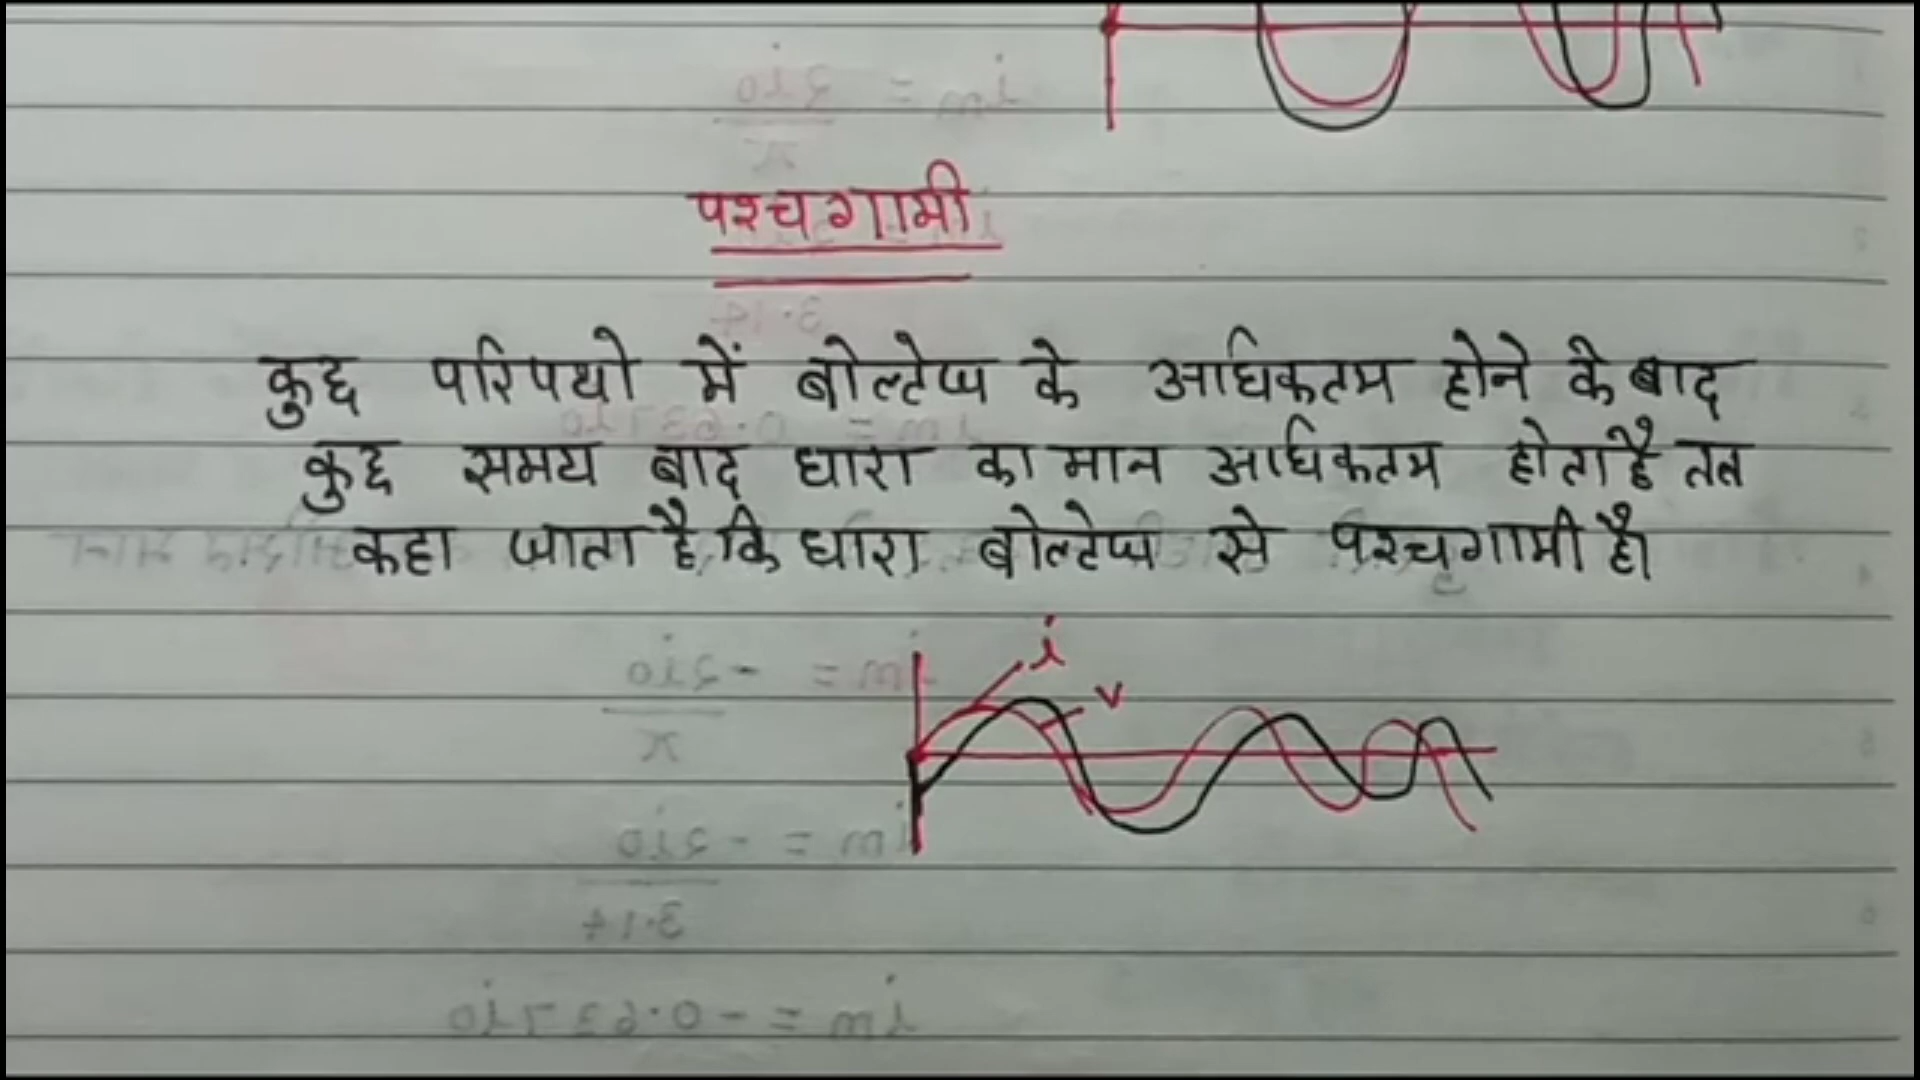 पश्चगामी
कुछ परिपथो में बोल्टेज के अधिकतम होने के बाद
कुछ समय बाद धारा का मान अधिकतम होता है तब
कहा जाता है कि धारा बोल्टेज से पश्चगामी है।
i
v